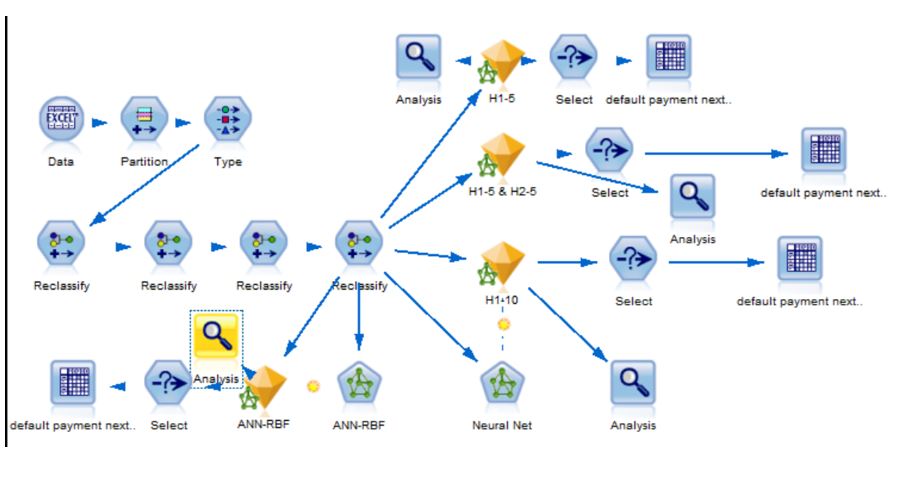 Analysis
H1-5
Select
default payment next..
EXCEL
Data
Partition
Type
H1-5 & H2-5
Select
default payment next..
Analysis
Reclassify
Reclassify
Reclassify
Reclassify
H1-10
Select
default payment next..
Analysis
default payment next..
Select
ANN-RBF
ANN-RBF
Neural Net
Analysis